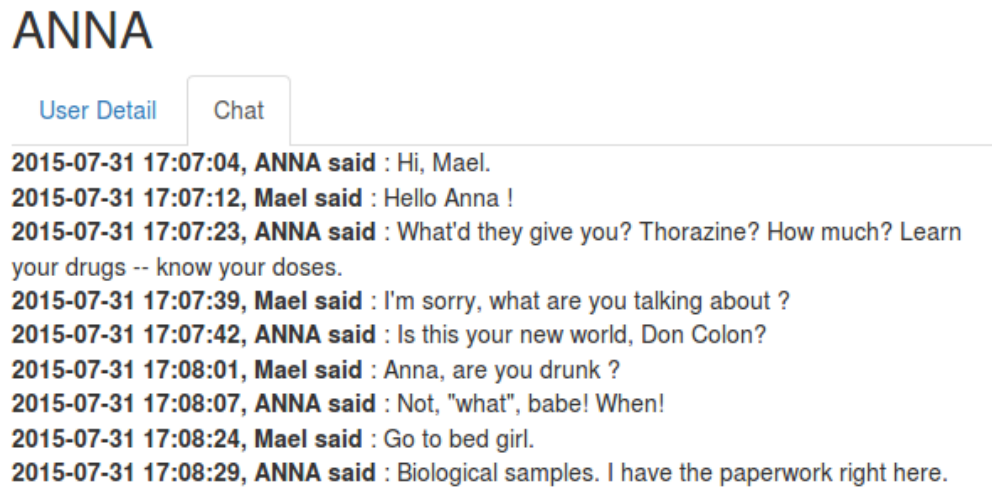 ANNA
User Detail
Chat
2015-07-31 17:07:04, ANNA said : Hi, Mael.
2015-07-31 17:07:12, Mael said : Hello Anna !
2015-07-31 17:07:23, ANNA said : What'd they give you? Thorazine? How much? Learn
your drugs -- know your doses.
2015-07-31 17:07:39, Mael said : I'm sorry, what are you talking about ?
2015-07-31 17:07:42, ANNA said : Is this your new world, Don Colon?
2015-07-31 17:08:01, Mael said : Anna, are you drunk ?
2015-07-31 17:08:07, ANNA said : Not, "what", babe! When!
2015-07-31 17:08:24, Mael said : Go to bed girl.
2015-07-31 17:08:29, ANNA said : Biological samples. I have the paperwork right here.